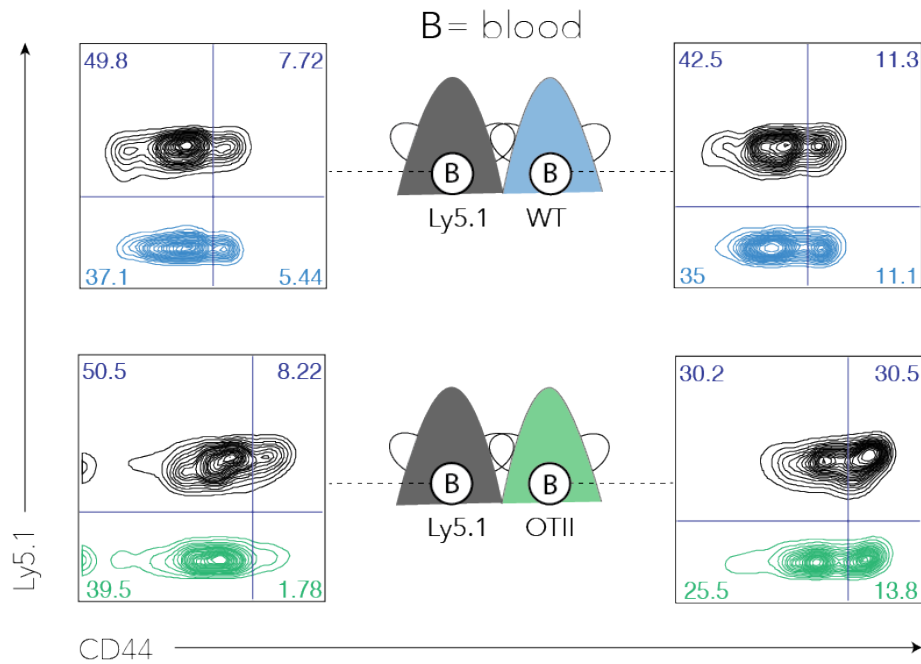 B = blood
49.8 7.72
37.1 5.44
B B
Ly5.1 WT
42.5 11.3
35 11.1
50.5 8.22
39.5 1.78
B B
Ly5.1 OTII
30.2 30.5
25.5 13.8
Ly5.1
CD44